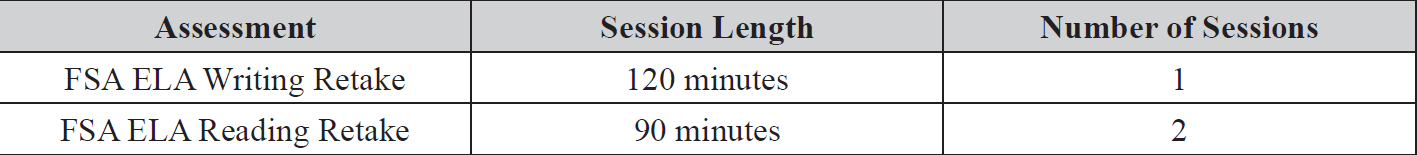 Assessment Session Length Number of Sessions
FSA ELA Writing Retake 120 minutes 1
FSA ELA Reading Retake 90 minutes 2